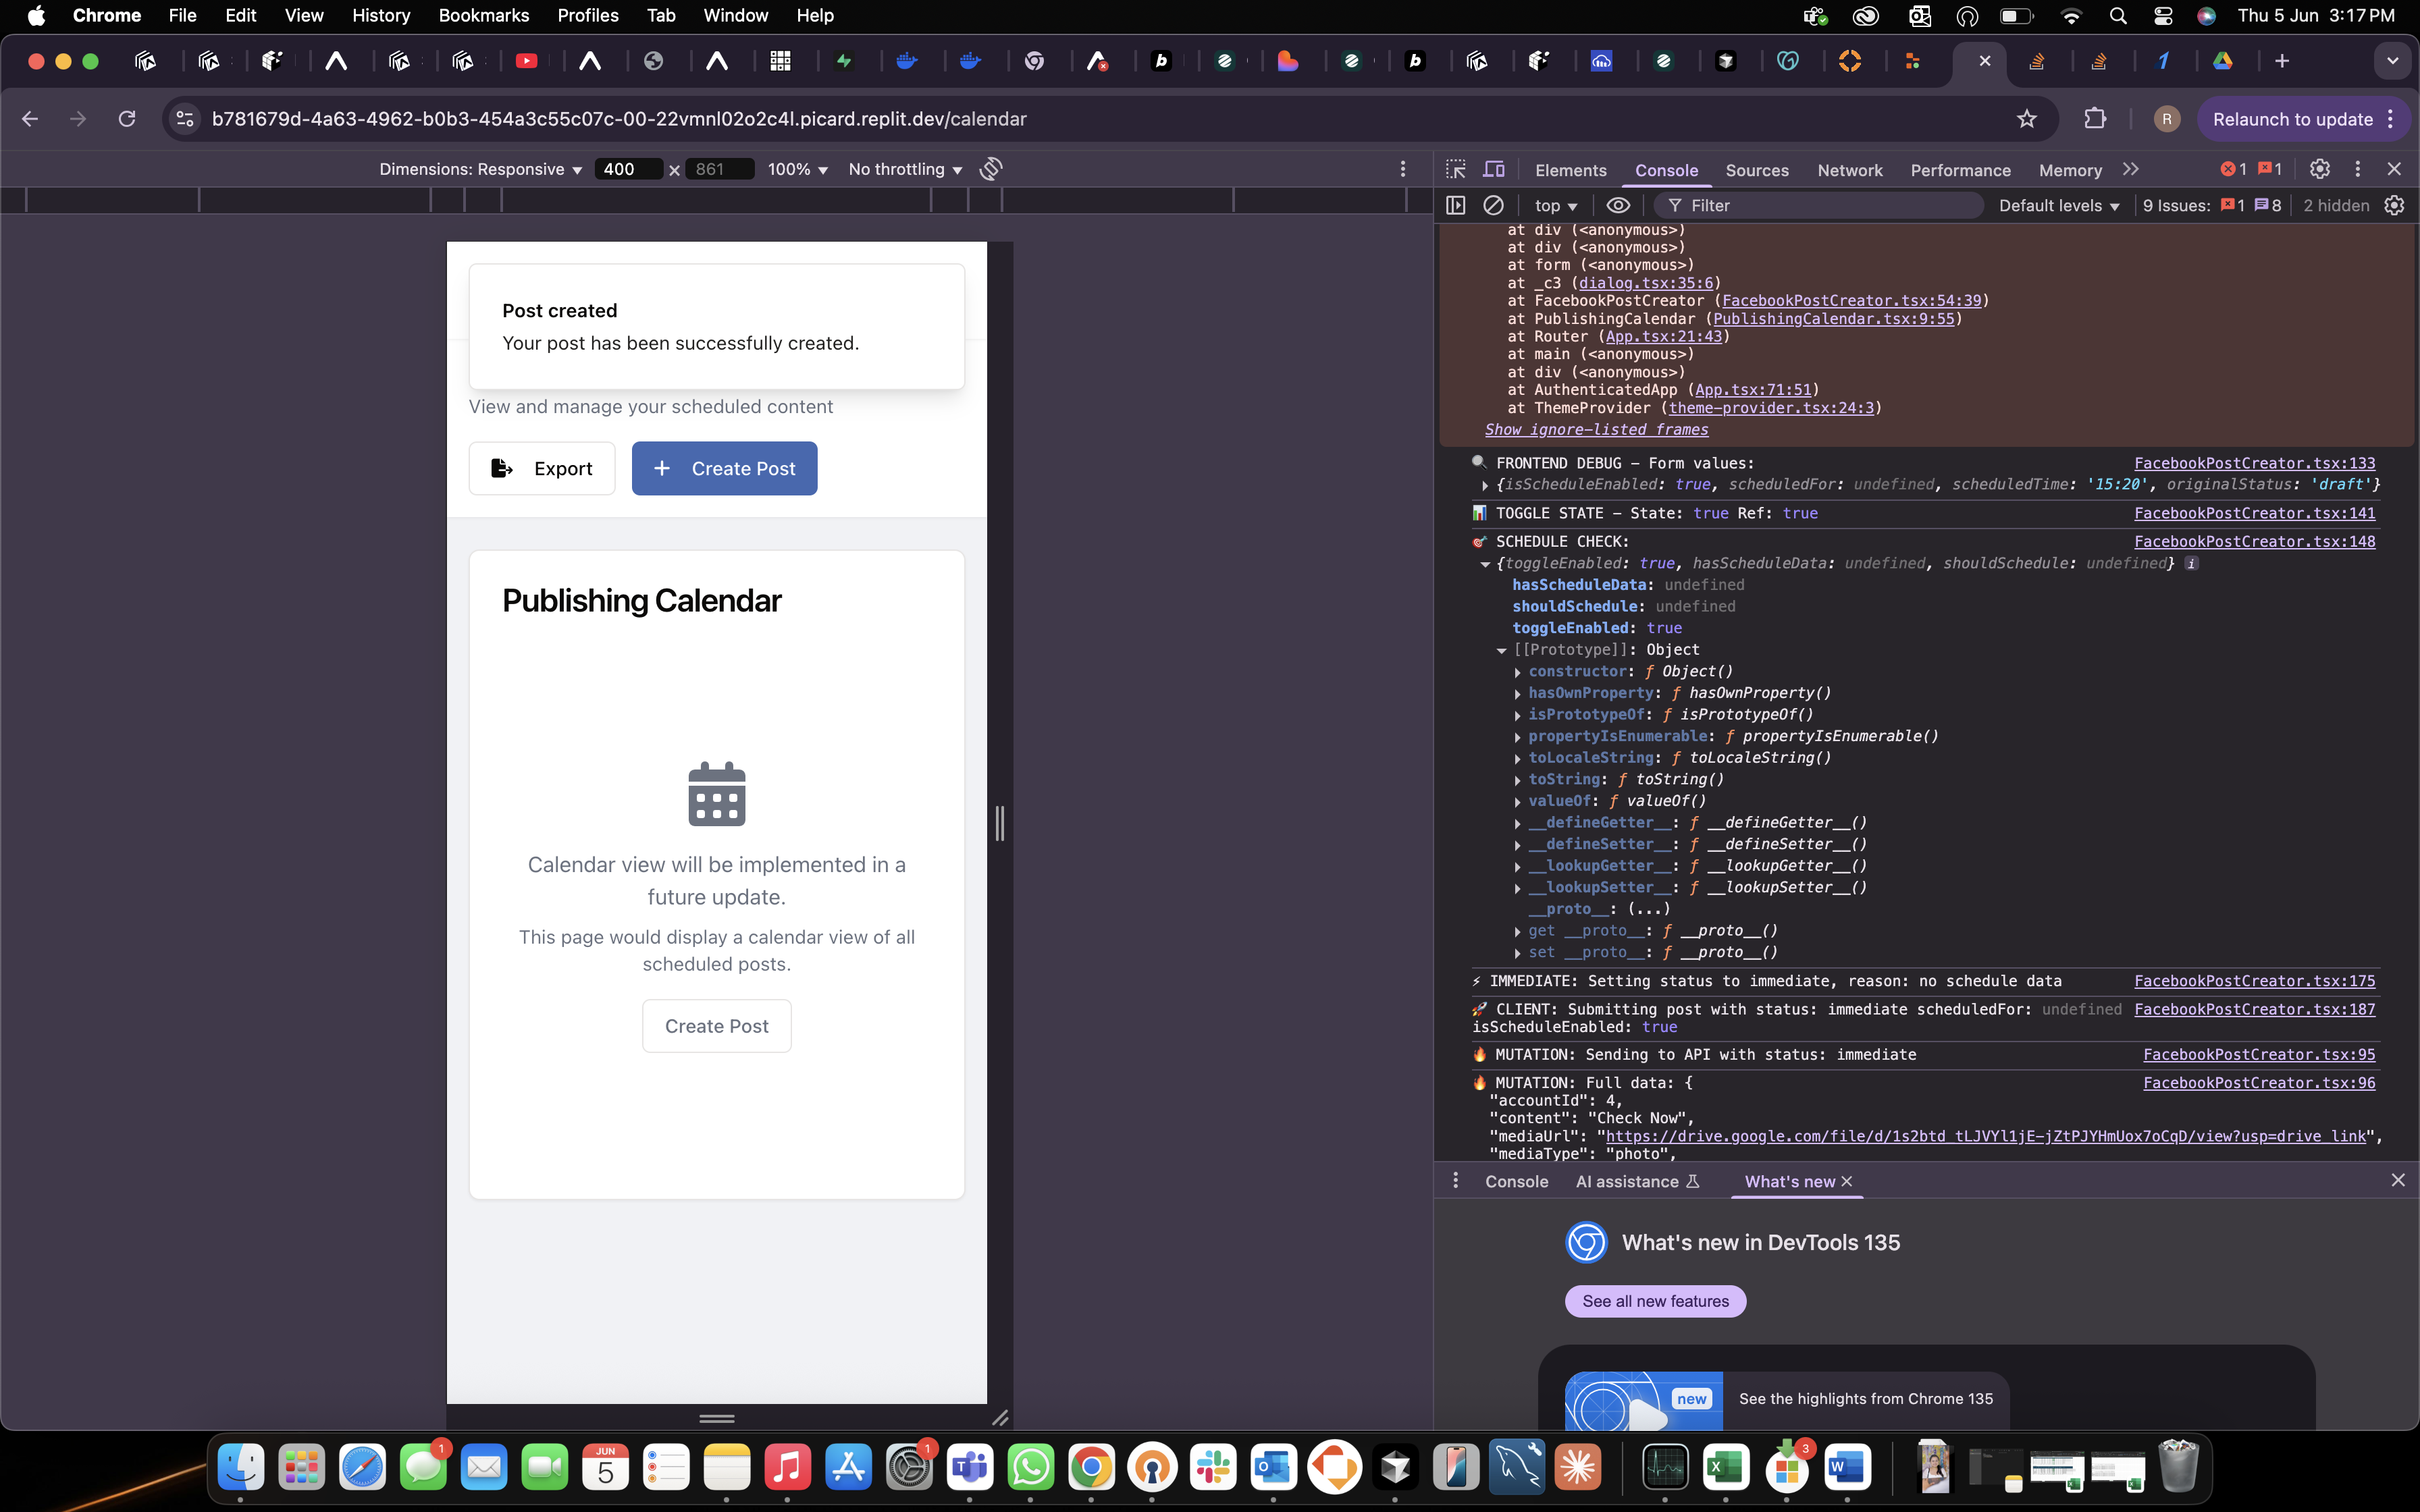 Chrome File Edit View History Bookmarks Profiles Tab Window Help
Thu 5 Jun 3:17 PM
b781679d-4a63-4962-b0b3-454a3c55c07c-00-22vmnl02o2c4l.picard.replit.dev/calendar
R
Relaunch to update
Dimensions: Responsive 400 × 861 100% No throttling
Post created
Your post has been successfully created.
View and manage your scheduled content
Export
+ Create Post
Publishing Calendar
Calendar view will be implemented in a
future update.
This page would display a calendar view of all
scheduled posts.
Create Post
Elements Console Sources Network Performance Memory 1 1
top Filter Default levels 9 Issues: 1 8 2 hidden
at div (<anonymous>)
at div (<anonymous>)
at form (<anonymous>)
at _c3 (dialog.tsx:35:6)
at FacebookPostCreator (FacebookPostCreator.tsx:54:39)
at PublishingCalendar (PublishingCalendar.tsx:9:55)
at Router (App.tsx:21:43)
at main (<anonymous>)
at div (<anonymous>)
at AuthenticatedApp (App.tsx:71:51)
at ThemeProvider (theme-provider.tsx:24:3)
Show ignore-listed frames
FRONTEND DEBUG – Form values: FacebookPostCreator.tsx:133
{isScheduleEnabled: true, scheduledFor: undefined, scheduledTime: '15:20', originalStatus: 'draft'}
TOGGLE STATE – State: true Ref: true FacebookPostCreator.tsx:141
SCHEDULE CHECK: FacebookPostCreator.tsx:148
{toggleEnabled: true, hasScheduleData: undefined, shouldSchedule: undefined} i
hasScheduleData: undefined
shouldSchedule: undefined
toggleEnabled: true
[[Prototype]]: Object
constructor: ƒ Object()
hasOwnProperty: ƒ hasOwnProperty()
isPrototypeOf: ƒ isPrototypeOf()
propertyIsEnumerable: ƒ propertyIsEnumerable()
toLocaleString: ƒ toLocaleString()
toString: ƒ toString()
valueOf: ƒ valueOf()
__defineGetter__: ƒ __defineGetter__()
__defineSetter__: ƒ __defineSetter__()
__lookupGetter__: ƒ __lookupGetter__()
__lookupSetter__: ƒ __lookupSetter__()
__proto__: (...)
get __proto__: ƒ __proto__()
set __proto__: ƒ __proto__()
IMMEDIATE: Setting status to immediate, reason: no schedule data FacebookPostCreator.tsx:175
CLIENT: Submitting post with status: immediate scheduledFor: undefined FacebookPostCreator.tsx:187
isScheduleEnabled: true
MUTATION: Sending to API with status: immediate FacebookPostCreator.tsx:95
MUTATION: Full data: { FacebookPostCreator.tsx:96
"accountId": 4,
"content": "Check Now",
"mediaUrl": "https://drive.google.com/file/d/1s2btd_tLJVYl1jE-jZtPJYHmUox7oCqD/view?usp=drive_link",
"mediaType": "photo",
Console AI assistance What's new
What's new in DevTools 135
See all new features
new
See the highlights from Chrome 135
1
JUN
5
1
3